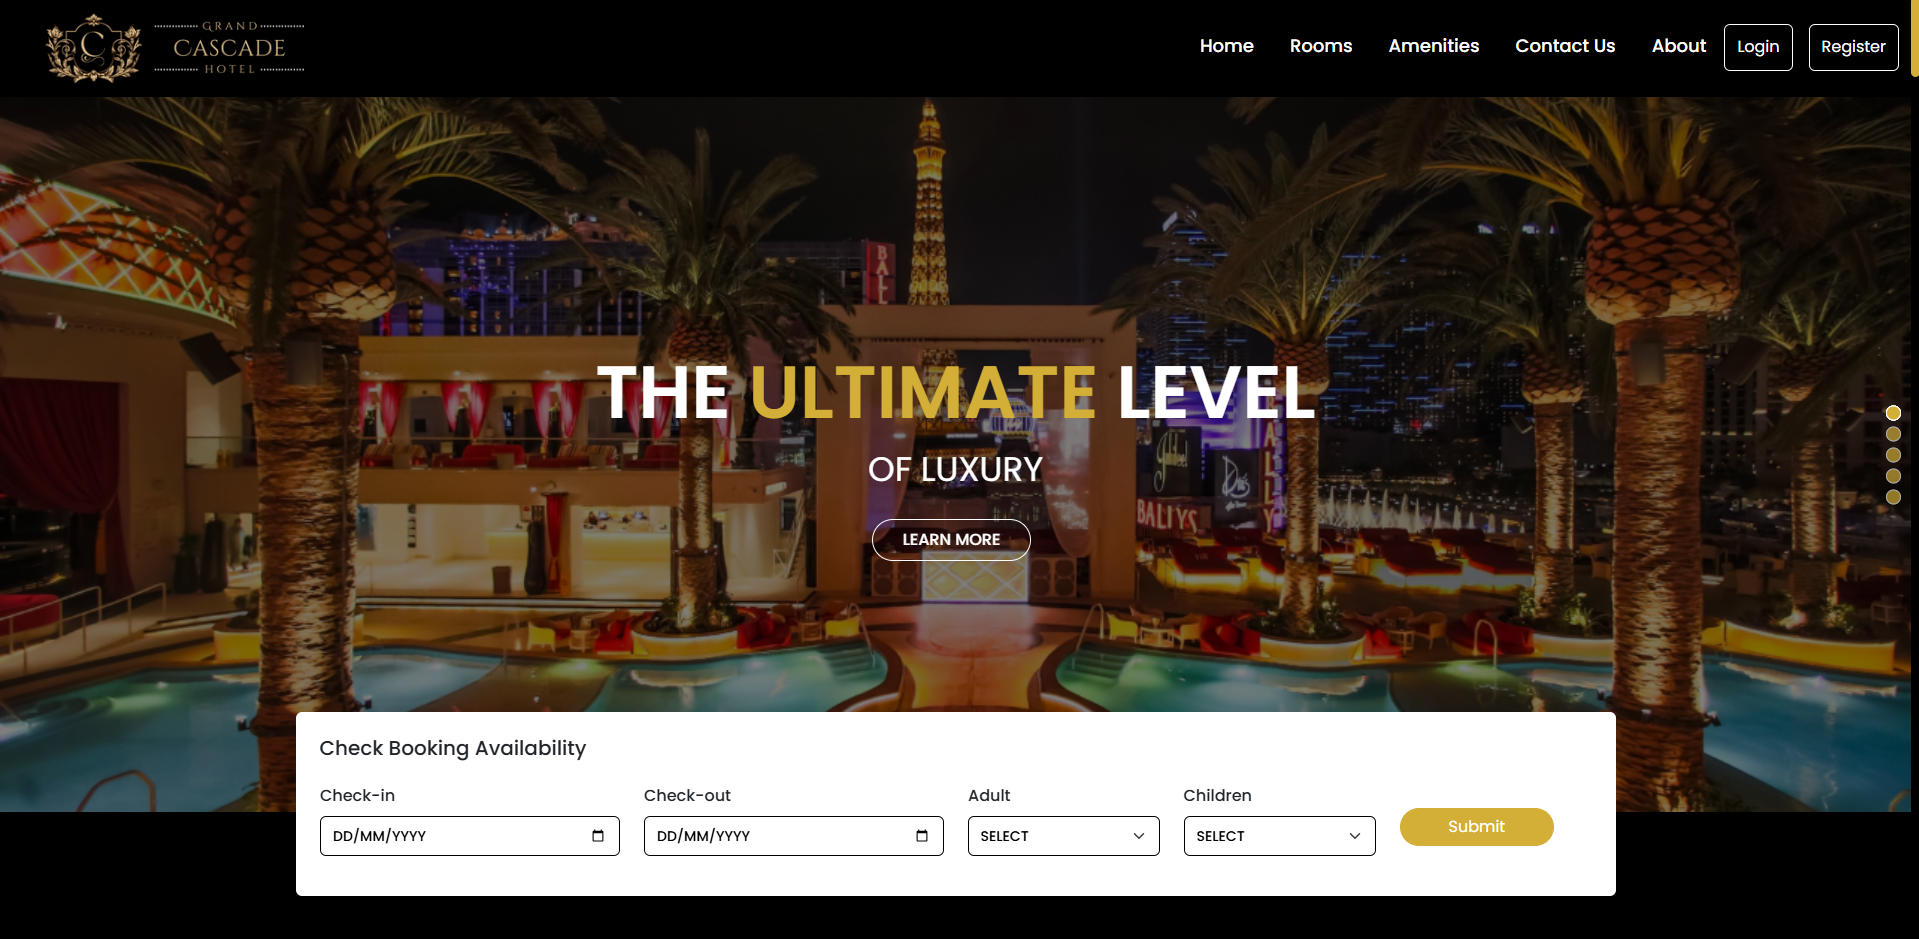 GRAND
CASCADE
HOTEL
C
Home Rooms Amenities Contact Us About Login Register
BAL
THE ULTIMATE LEVEL
OF LUXURY
BALLYS
LEARN MORE
Check Booking Availability
Check-in Check-out Adult Children
DD/MM/YYYY DD/MM/YYYY SELECT SELECT Submit